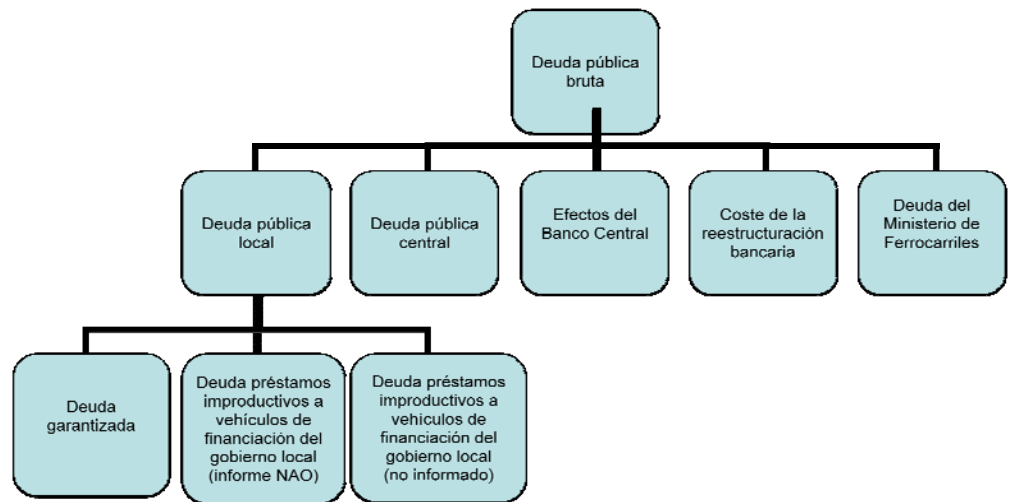 Deuda pública
bruta
Deuda pública
local
Deuda pública
central
Efectos del
Banco Central
Coste de la
reestructuración
bancaria
Deuda del
Ministerio de
Ferrocarriles
Deuda
garantizada
Deuda préstamos
improductivos a
vehículos de
financiación del
gobierno local
(informe NAO)
Deuda préstamos
improductivos a
vehículos de
financiación del
gobierno local
(no informado)